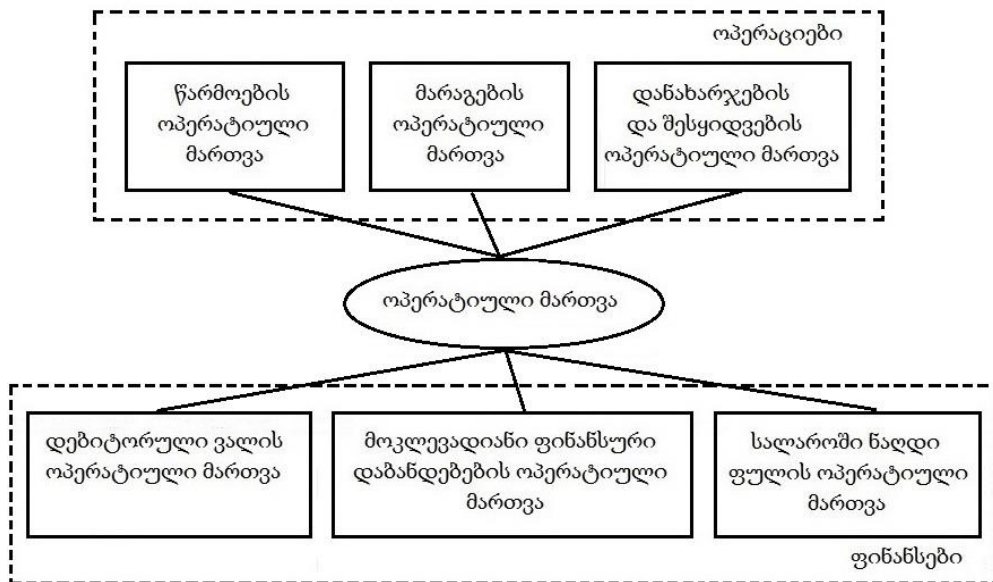 ოპერაციები
წარმოების
ოპერატიული
მართვა
მარაგების
ოპერატიული
მართვა
დანახარჯების
და შესყიდვების
ოპერატიული მართვა
ოპერატიული მართვა
დებიტორული ვალის
ოპერატიული მართვა
მოკლევადიანი ფინანსური
დაბანდებების ოპერატიული
მართვა
სალაროში ნაღდი
ფულის ოპერატიული
მართვა
ფინანსები